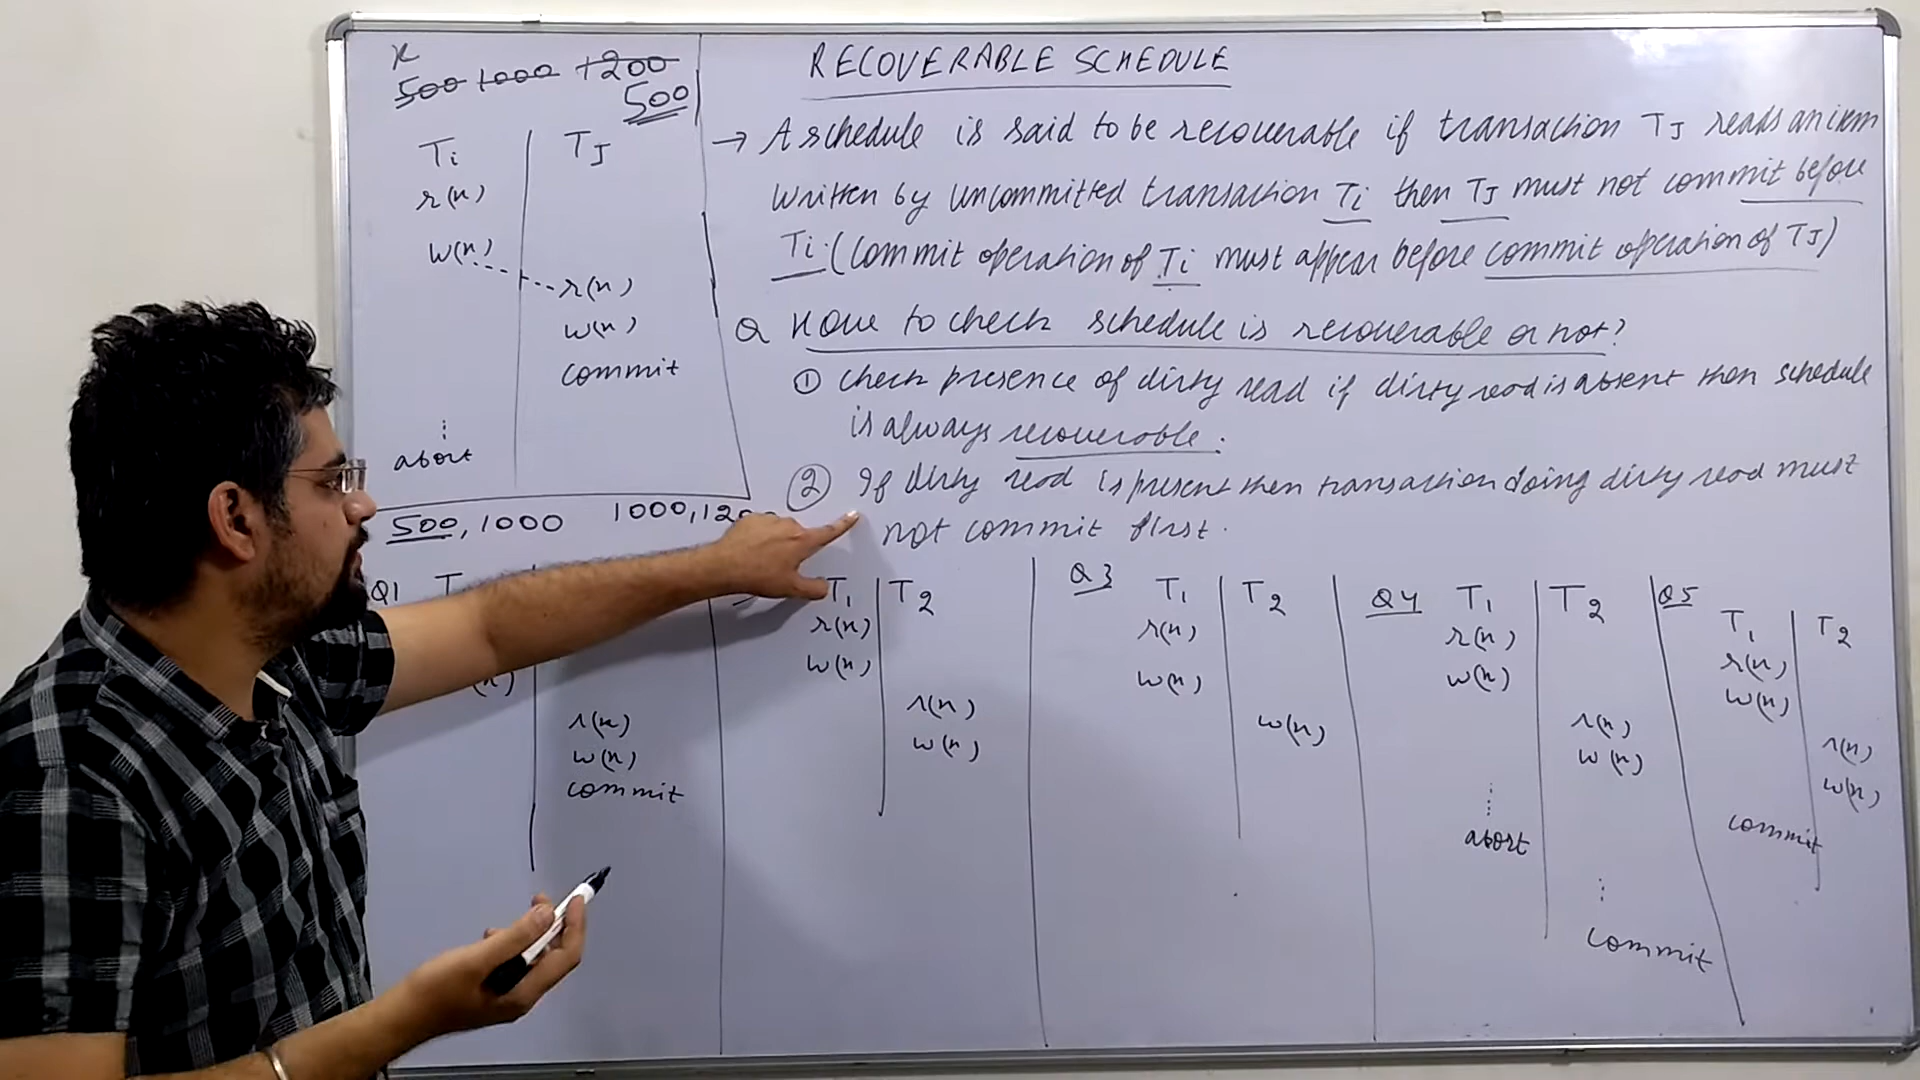 x
500 1000 1200
500
Ti TJ
r(x)
w(x)
r(x)
w(x)
commit
abort
RECOVERABLE SCHEDULE
→ A schedule is said to be recoverable if transaction TJ reads an item
written by uncommitted transaction Ti then TJ must not commit before
Ti (commit operation of Ti must appear before commit operation of TJ)
Q How to check schedule is recoverable or not?
① check presence of dirty read if dirty read is absent then schedule
is always recoverable.
② If dirty read is present then transaction doing dirty read must
not commit first.
500, 1000 1000, 12
Q1 T
(x)
r(x)
w(x)
commit
T1 T2
r(x)
w(x)
r(x)
w(x)
Q3 T1 T2
r(x)
w(x)
w(x)
Q4 T1 T2
r(x)
w(x)
r(x)
w(x)
abort
commit
Q5
T1 T2
r(x)
w(x)
r(x)
w(x)
commit